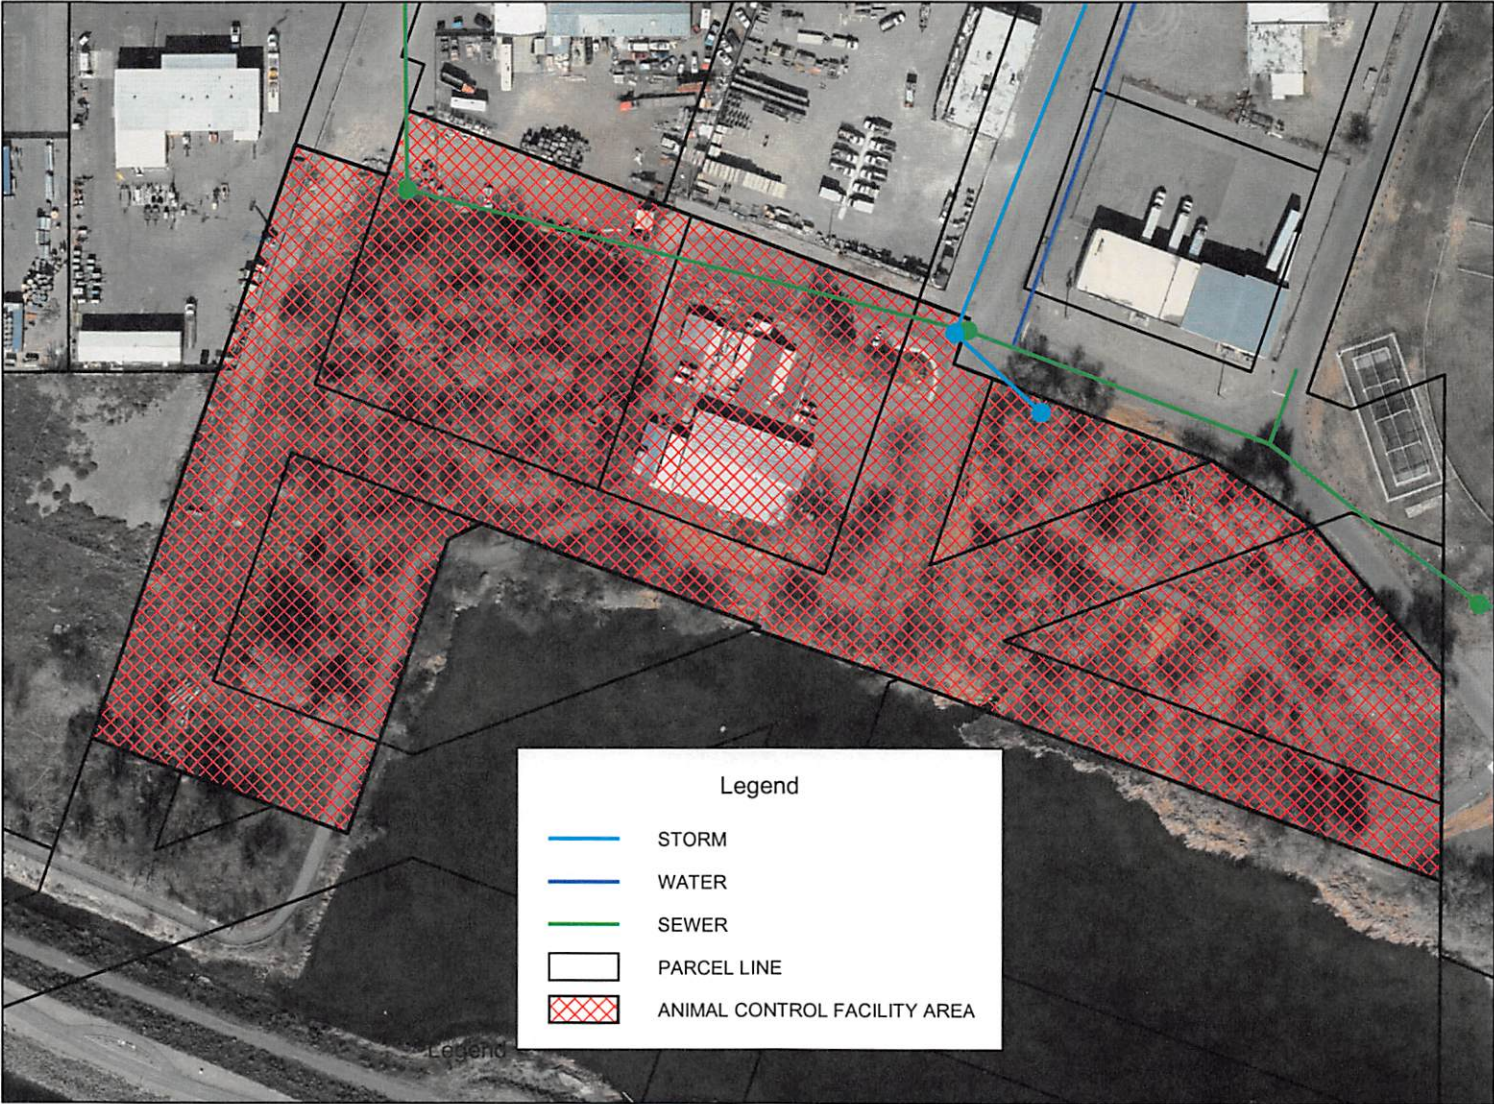 Legend
STORM
WATER
SEWER
PARCEL LINE
ANIMAL CONTROL FACILITY AREA
Legend